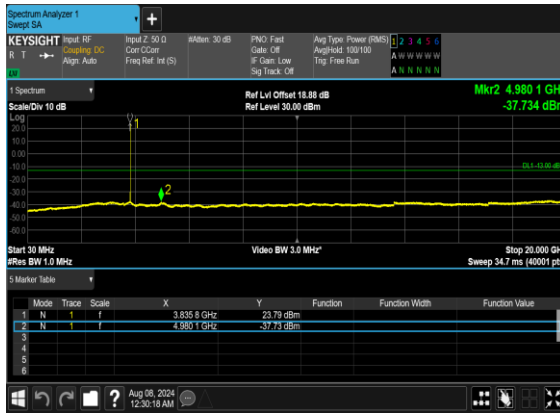 Spectrum Analyzer 1
Swept SA
+
KEYSIGHT Input: RF Input Z: 50 Ω #Atten: 30 dB PNO: Fast Avg Type: Power (RMS) 1 2 3 4 5 6
R T Coupling: DC Corr CCorr Gate: Off Avg|Hold: 100/100 A W W W W W
Align: Auto Freq Ref: Int (S) IF Gain: Low Trig: Free Run
Sig Track: Off A N N N N N
1 Spectrum Ref Lvl Offset 18.88 dB Mkr2 4.980 1 GH
Scale/Div 10 dB Ref Level 30.00 dBm -37.734 dB
Log
20.0 1
10.0
0.00
-10.0 DL1 -13.00 dB
-20.0
-30.0 2
-40.0
-50.0
-60.0
Start 30 MHz Video BW 3.0 MHz* Stop 20.000 GH
#Res BW 1.0 MHz Sweep 34.7 ms (40001 pt
5 Marker Table
Mode Trace Scale X Y Function Function Width Function Value
1 N 1 f 3.835 8 GHz 23.79 dBm
2 N 1 f 4.980 1 GHz -37.73 dBm
3
4
5
6
? Aug 08, 2024
12:30:18 AM